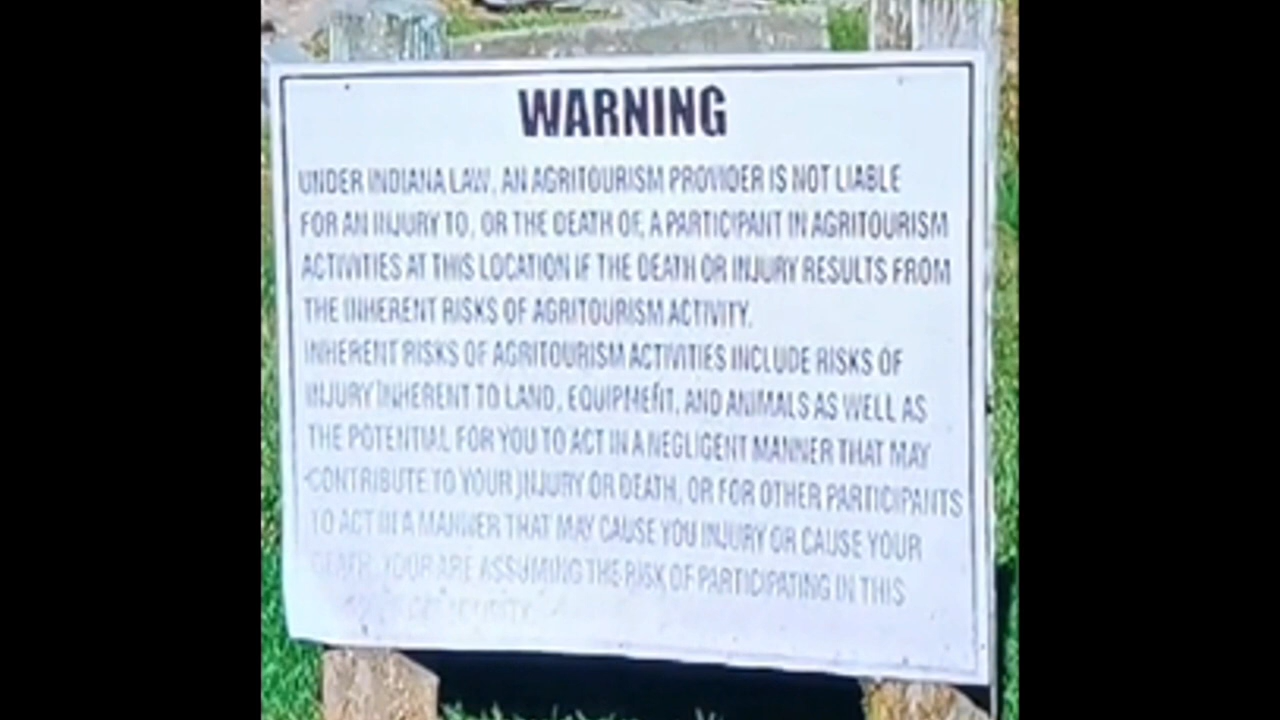 WARNING
UNDER INDIANA LAW, AN AGRITOURISM PROVIDER IS NOT LIABLE
FOR AN INJURY TO, OR THE DEATH OF, A PARTICIPANT IN AGRITOURISM
ACTIVITIES AT THIS LOCATION IF THE DEATH OR INJURY RESULTS FROM
THE INHERENT RISKS OF AGRITOURISM ACTIVITY.
INHERENT RISKS OF AGRITOURISM ACTIVITIES INCLUDE RISKS OF
INJURY INHERENT TO LAND, EQUIPMENT, AND ANIMALS AS WELL AS
THE POTENTIAL FOR YOU TO ACT IN A NEGLIGENT MANNER THAT MAY
CONTRIBUTE TO YOUR INJURY OR DEATH, OR FOR OTHER PARTICIPANTS
TO ACT IN A MANNER THAT MAY CAUSE YOU INJURY OR CAUSE YOUR
DEATH. YOUR ARE ASSUMING THE RISK OF PARTICIPATING IN THIS